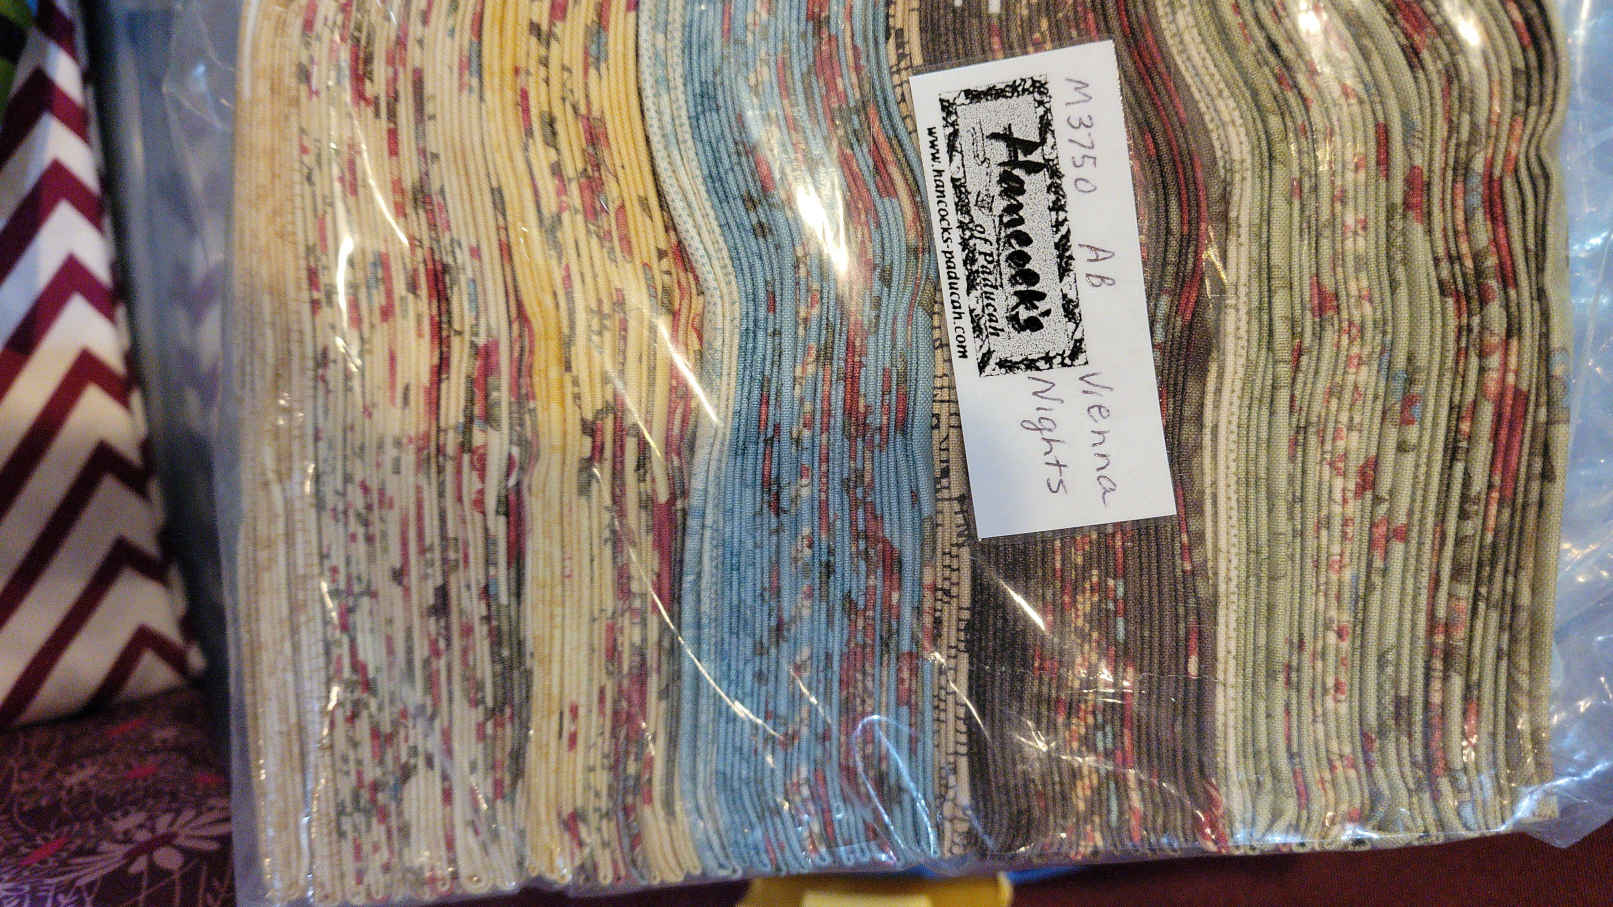 M3750 AB Vienna
Nights
Hancock's
of Paducah
www.hancocks-paducah.com